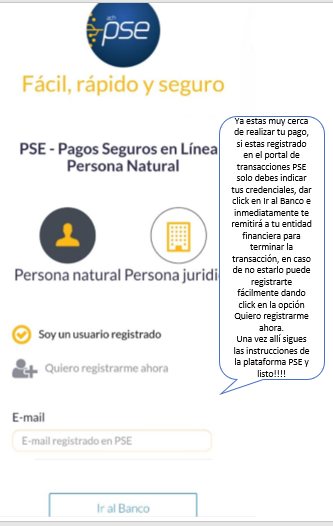 ach
pse
Fácil, rápido y seguro
PSE - Pagos Seguros en Línea
Persona Natural
Persona natural Persona juridi
Soy un usuario registrado
Quiero registrarme ahora
E-mail
E-mail registrado en PSE
Ir al Banco
Ya estas muy cerca
de realizar tu pago,
si estas registrado
en el portal de
transacciones PSE
solo debes indicar
tus credenciales, dar
click en Ir al Banco e
inmediatamente te
remitirá a tu entidad
financiera para
terminar la
transacción, en caso
de no estarlo puede
registrarte
fácilmente dando
click en la opción
Quiero registrarme
ahora.
Una vez allí sigues
las instrucciones de
la plataforma PSE y
listo!!!!